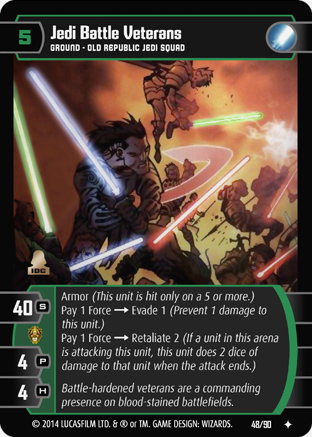 5
Jedi Battle Veterans
GROUND - OLD REPUBLIC JEDI SQUAD
IDC
40 S
4 P
4 H
Armor (This unit is hit only on a 5 or more.)
Pay 1 Force → Evade 1 (Prevent 1 damage to
this unit.)
Pay 1 Force → Retaliate 2 (If a unit in this arena
is attacking this unit, this unit does 2 dice of
damage to that unit when the attack ends.)
Battle-hardened veterans are a commanding
presence on blood-stained battlefields.
© 2014 LUCASFILM LTD. & ® or TM. GAME DESIGN: WIZARDS.
48/90